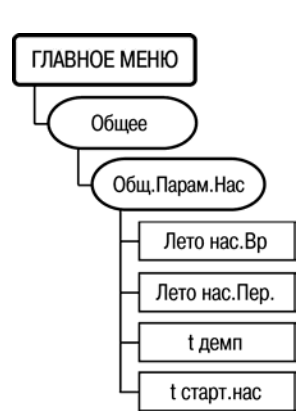 ГЛАВНОЕ МЕНЮ
Общее
Общ.Парам.Нас
Лето нас.Вр
Лето нас.Пер.
t демп
t старт.нас